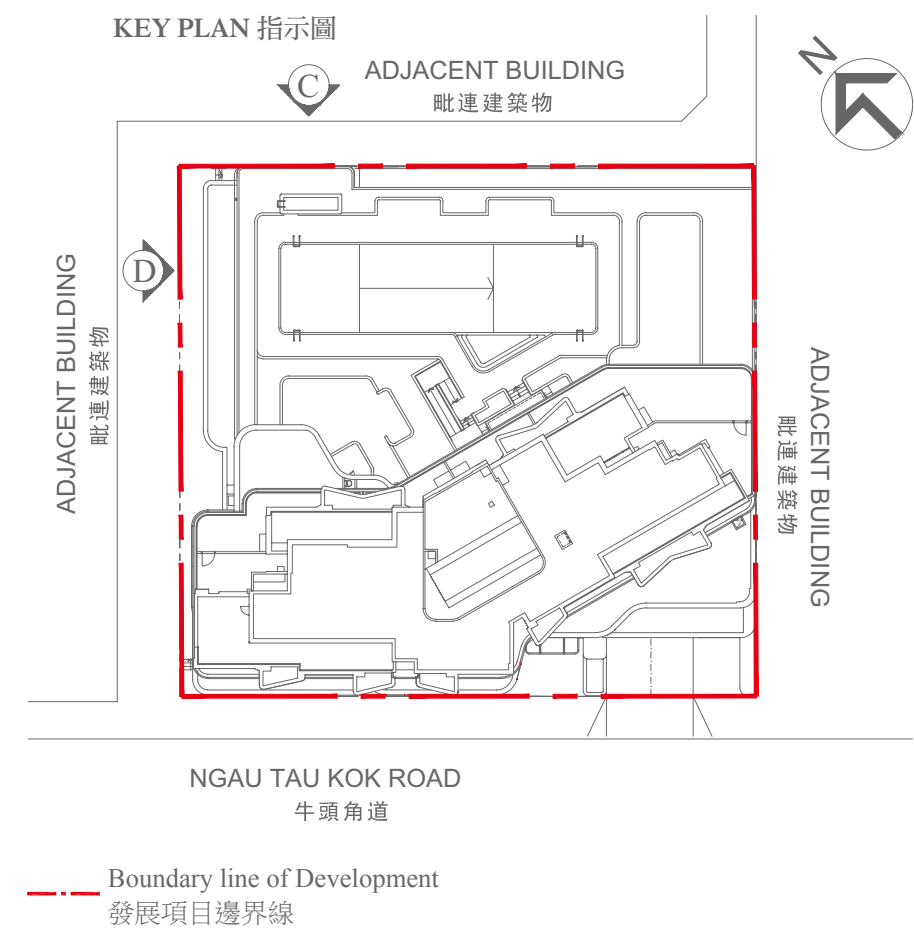 KEY PLAN 指示圖
N
C
ADJACENT BUILDING
毗連建築物
D
ADJACENT BUILDING
毗連建築物
ADJACENT BUILDING
毗連建築物
NGAU TAU KOK ROAD
牛頭角道
Boundary line of Development
發展項目邊界線